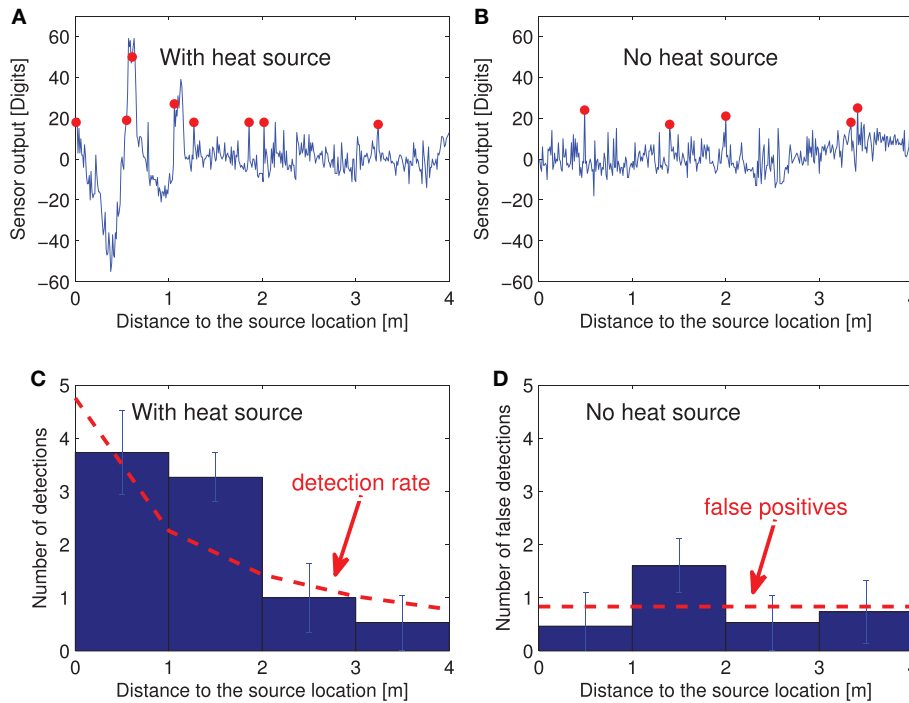 A
With heat source
Sensor output [Digits]
60
40
20
0
−20
−40
−60
0 1 2 3 4
Distance to the source location [m]
B
No heat source
Sensor output [Digits]
60
40
20
0
−20
−40
−60
0 1 2 3 4
Distance to the source location [m]
C
With heat source
detection rate
Number of detections
5
4
3
2
1
0
0 1 2 3 4
Distance to the source location [m]
D
No heat source
false positives
Number of false detections
5
4
3
2
1
0
0 1 2 3 4
Distance to the source location [m]